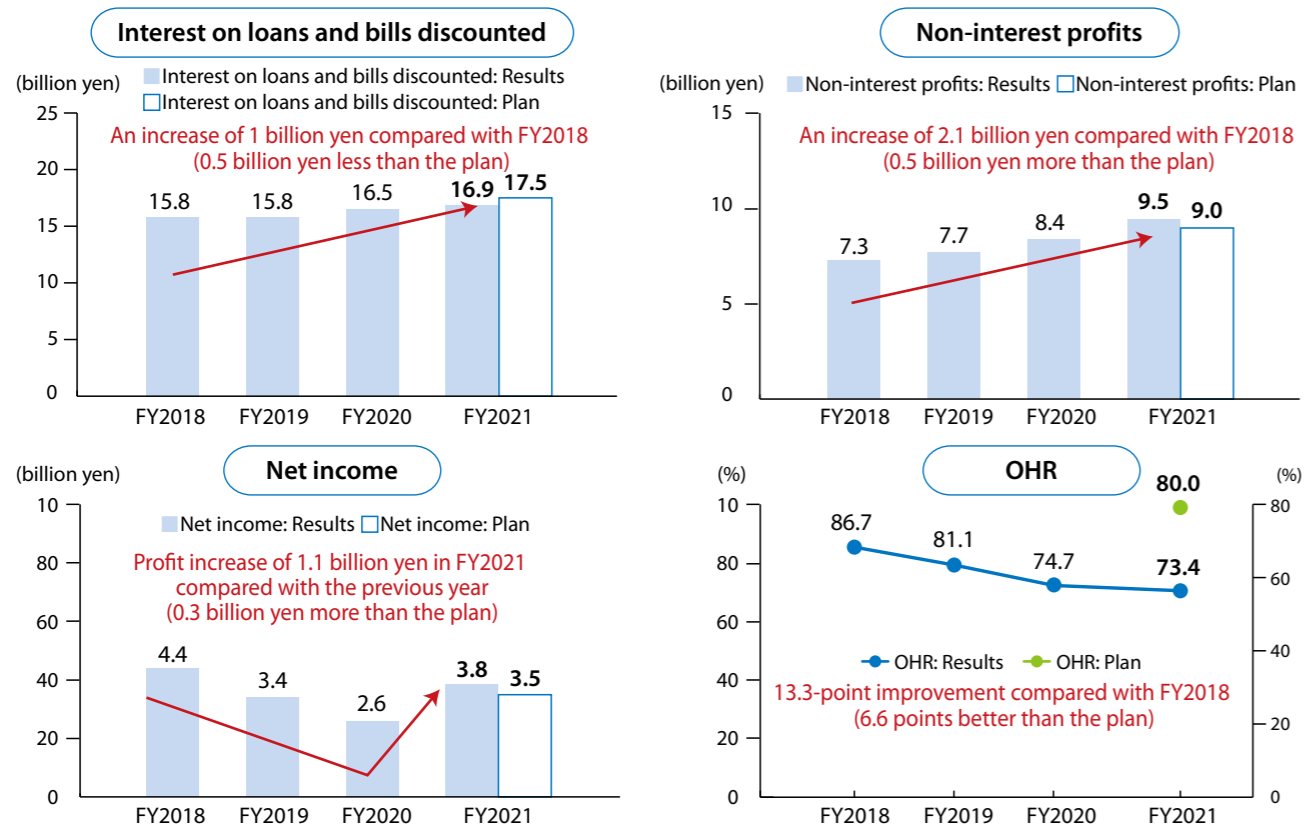 Interest on loans and bills discounted
(billion yen)
Interest on loans and bills discounted: Results
Interest on loans and bills discounted: Plan
25
20
15
10
5
0
An increase of 1 billion yen compared with FY2018
(0.5 billion yen less than the plan)
15.8
15.8
16.5
16.9
17.5
FY2018
FY2019
FY2020
FY2021
Non-interest profits
(billion yen)
Non-interest profits: Results
Non-interest profits: Plan
15
10
5
0
An increase of 2.1 billion yen compared with FY2018
(0.5 billion yen more than the plan)
7.3
7.7
8.4
9.5
9.0
FY2018
FY2019
FY2020
FY2021
Net income
(billion yen)
Net income: Results
Net income: Plan
10
80
60
40
20
0
Profit increase of 1.1 billion yen in FY2021
compared with the previous year
(0.3 billion yen more than the plan)
4.4
3.4
2.6
3.8
3.5
FY2018
FY2019
FY2020
FY2021
OHR
(%)
(%)
10
80
60
40
20
0
80
60
40
20
0
86.7
81.1
74.7
73.4
80.0
OHR: Results
OHR: Plan
13.3-point improvement compared with FY2018
(6.6 points better than the plan)
FY2018
FY2019
FY2020
FY2021